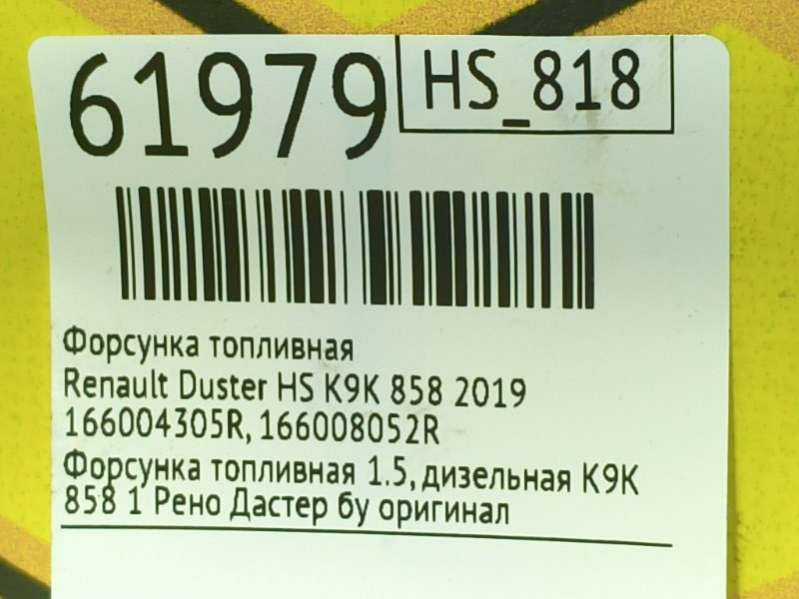 61979
HS_818
Форсунка топливная
Renault Duster HS K9K 858 2019
166004305R, 166008052R
Форсунка топливная 1.5, дизельная K9K
858 1 Рено Дастер бу оригинал